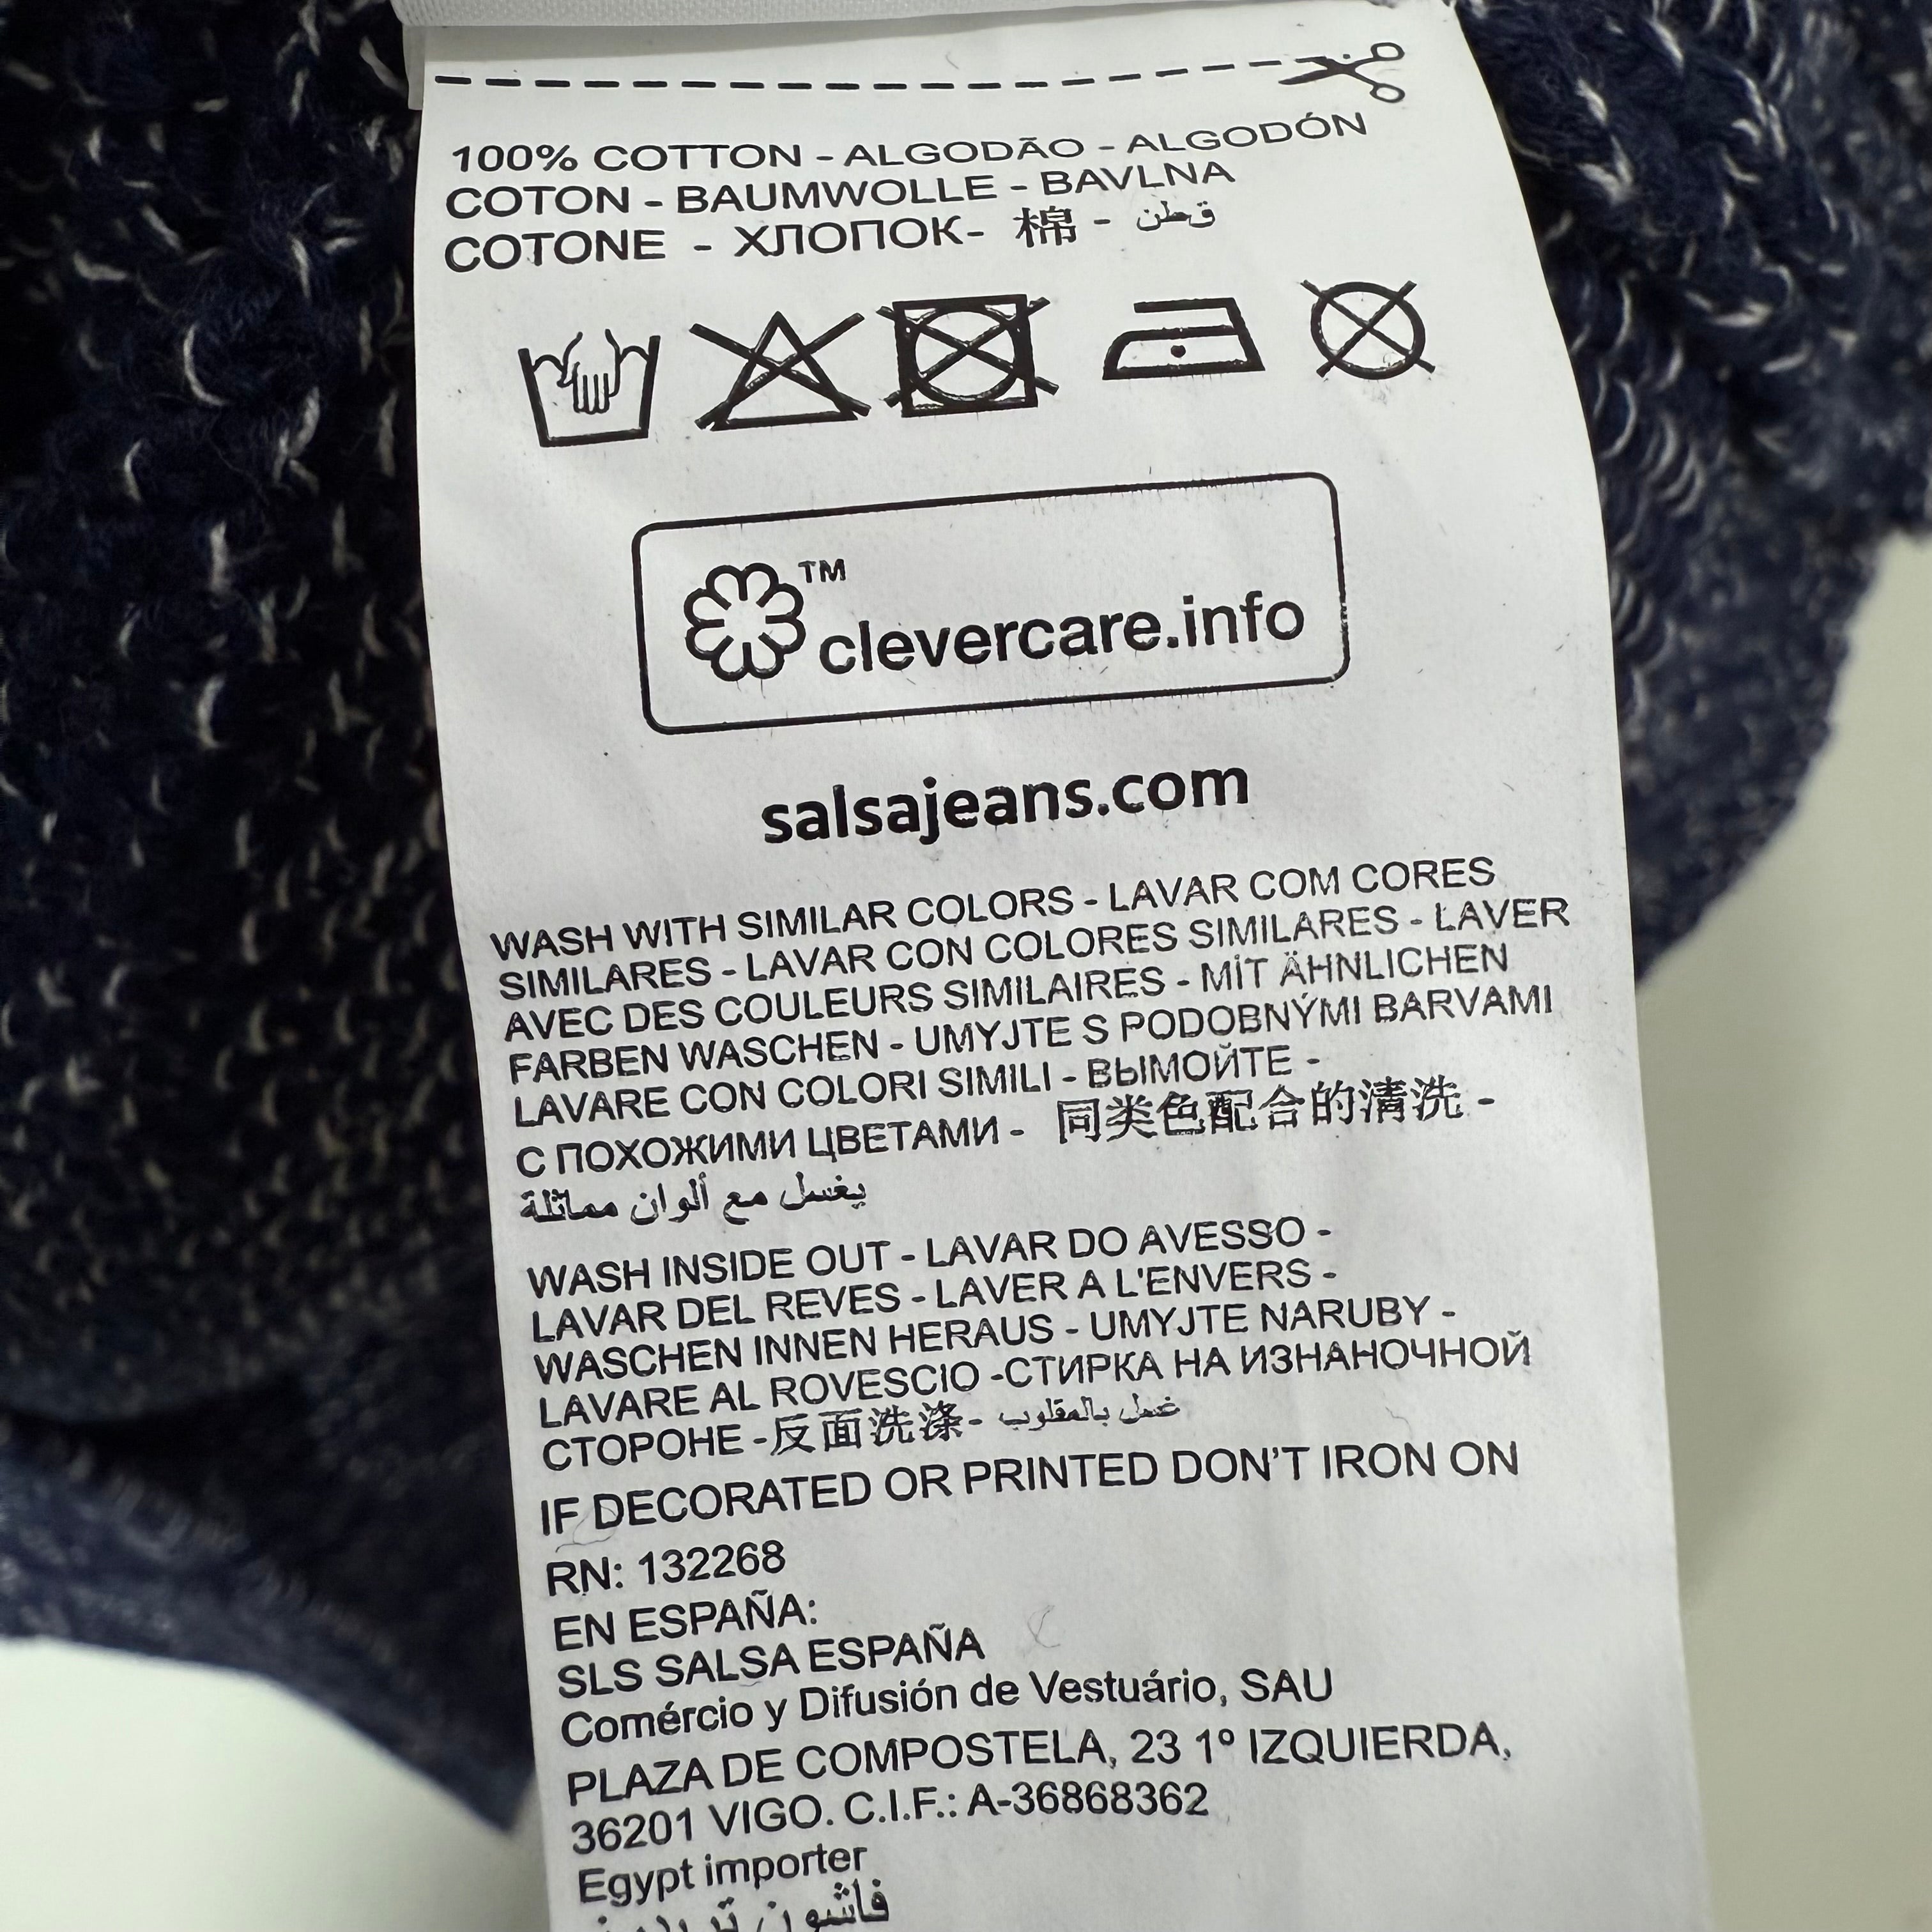 100% COTTON - ALGODÃO - ALGODÓN
COTON - BAUMWOLLE - BAVLNA
COTONE - ХЛОПОК- 棉 - قطن
TM
clevercare.info
salsajeans.com
WASH WITH SIMILAR COLORS - LAVAR COM CORES
SIMILARES - LAVAR CON COLORES SIMILARES - LAVER
AVEC DES COULEURS SIMILAIRES - MİT ÄHNLICHEN
FARBEN WASCHEN - UMYJTE S PODOBNÝMI BARVAMI
LAVARE CON COLORI SIMILI - ВЫМОЙТЕ -
С ПОХОЖИМИ ЦВЕТАМИ - 同类色配合的清洗 -
يغسل مع ألوان مماثلة
WASH INSIDE OUT - LAVAR DO AVESSO -
LAVAR DEL REVES - LAVER A L'ENVERS -
WASCHEN INNEN HERAUS - UMYJTE NARUBY -
LAVARE AL ROVESCIO -СТИРКА НА ИЗНАНОЧНОЙ
СТОРОНЕ -反面洗涤- غسل بالمقلوب
IF DECORATED OR PRINTED DON'T IRON ON
RN: 132268
EN ESPAÑA:
SLS SALSA ESPAÑA
Comércio y Difusión de Vestuário, SAU
PLAZA DE COMPOSTELA, 23 1º IZQUIERDA,
36201 VIGO. C.I.F.: A-36868362
Egypt importer
فاشون